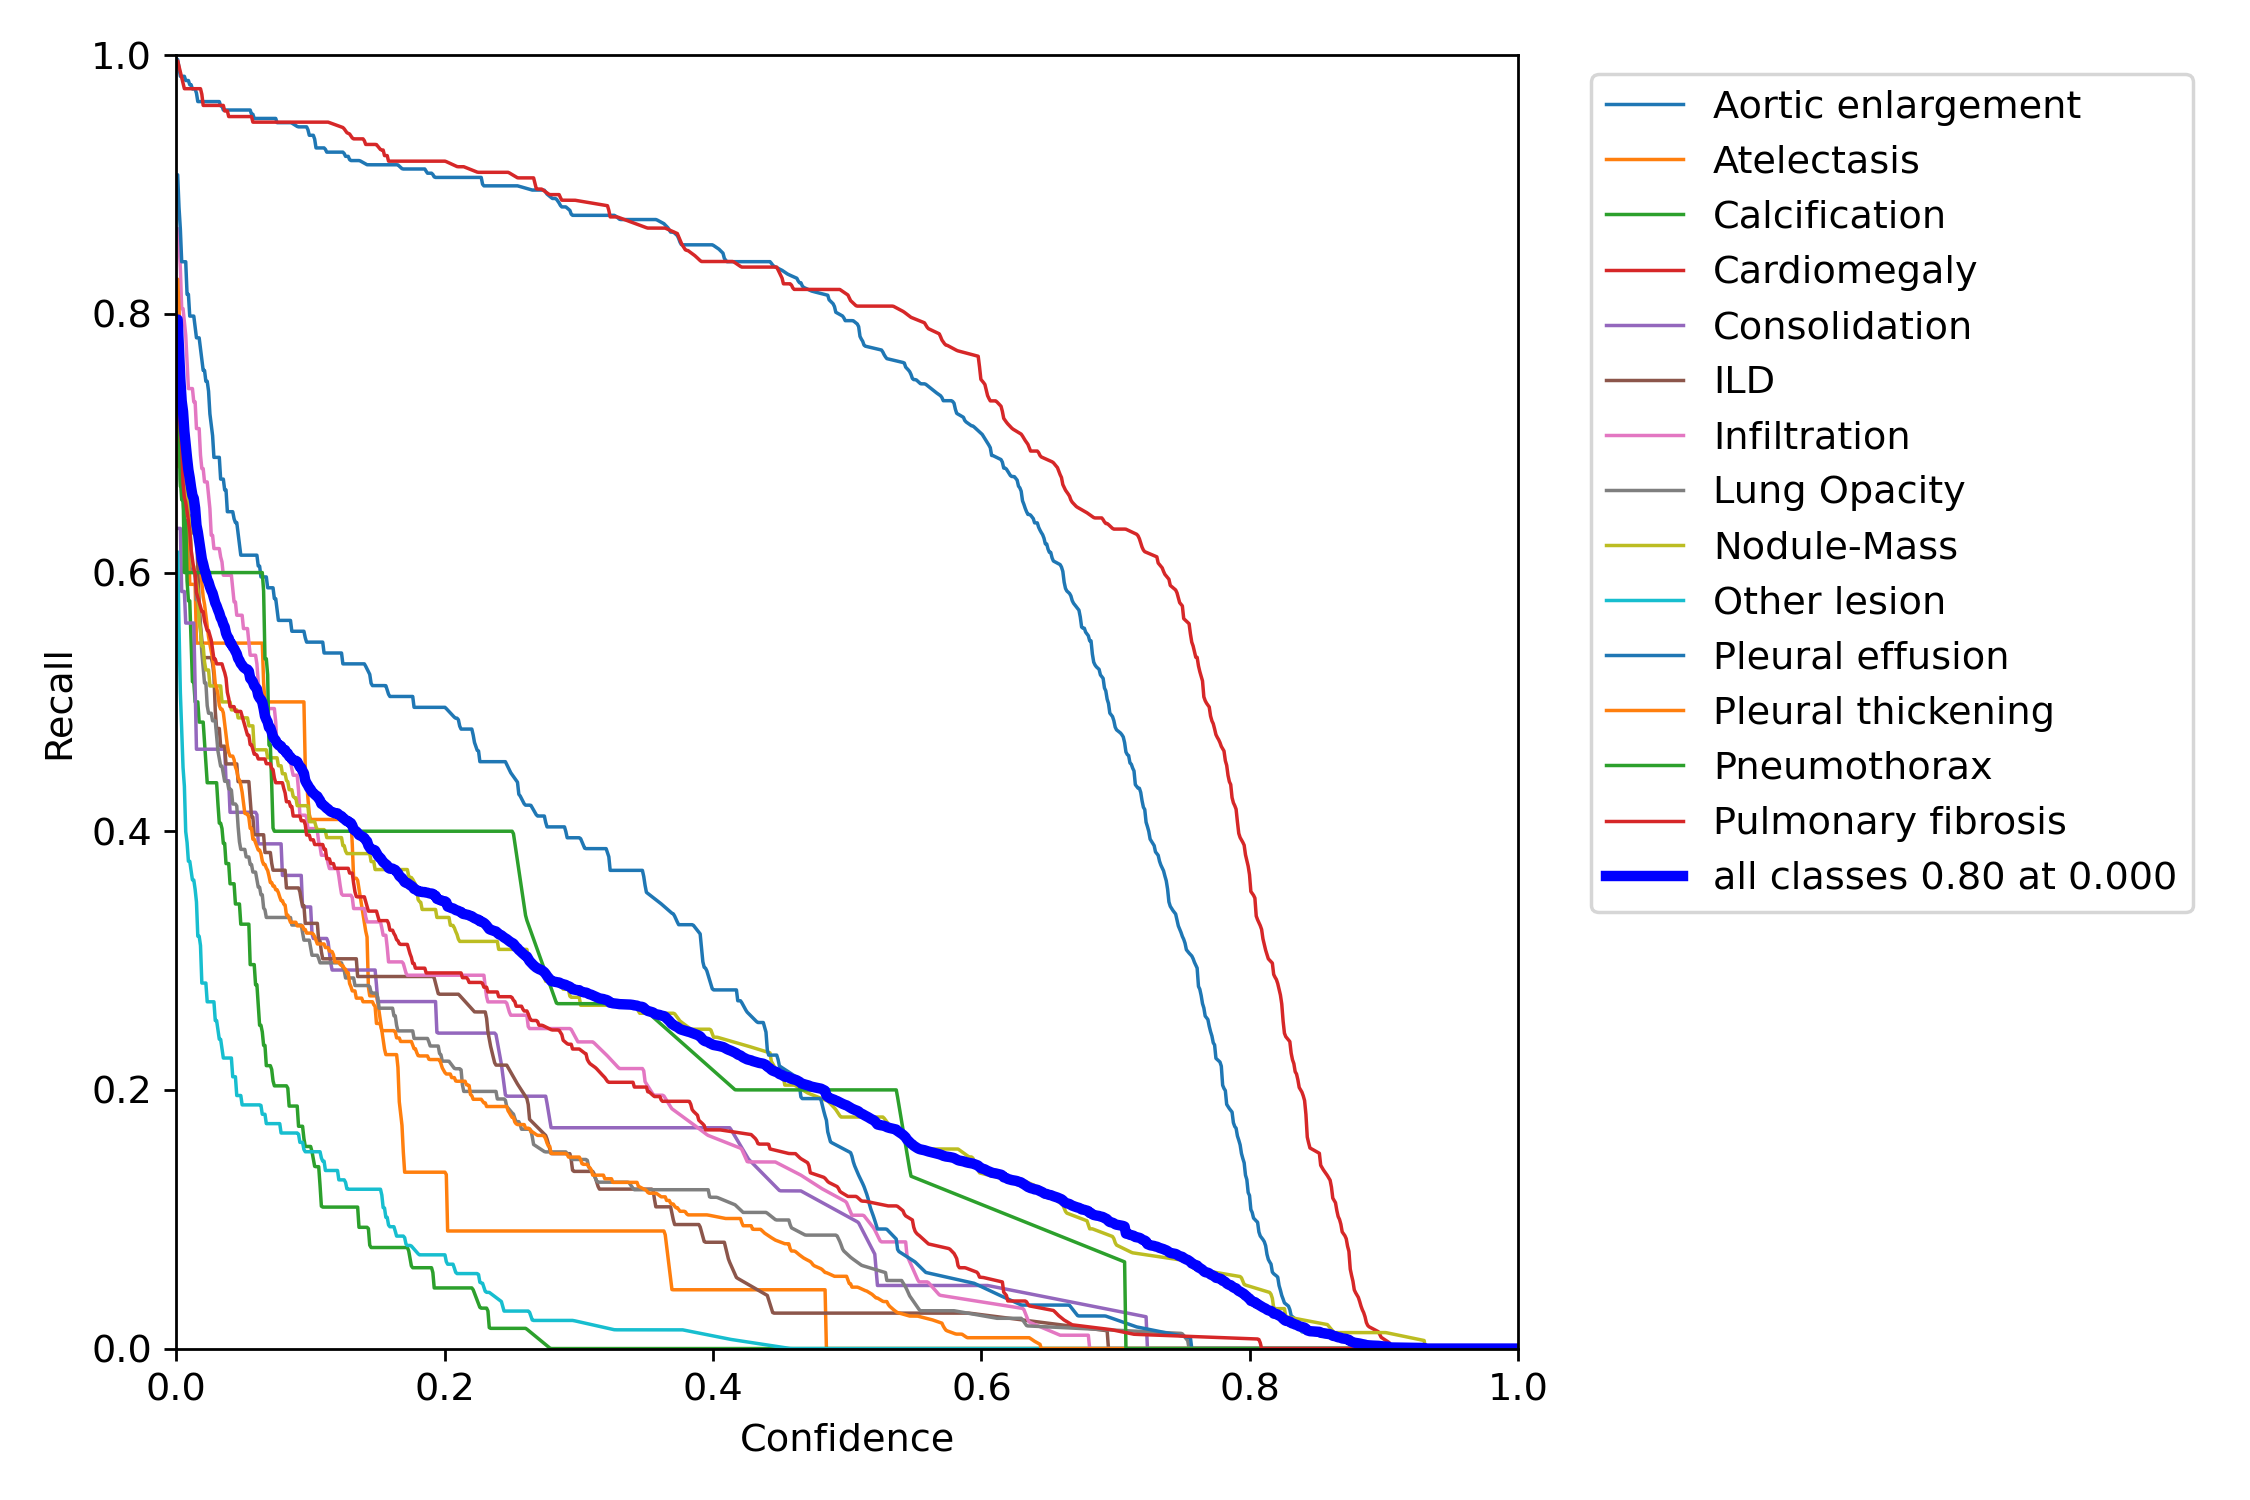 1.0
0.8
0.6
0.4
0.2
0.0
Recall
0.0 0.2 0.4 0.6 0.8 1.0
Confidence
Aortic enlargement
Atelectasis
Calcification
Cardiomegaly
Consolidation
ILD
Infiltration
Lung Opacity
Nodule-Mass
Other lesion
Pleural effusion
Pleural thickening
Pneumothorax
Pulmonary fibrosis
all classes 0.80 at 0.000